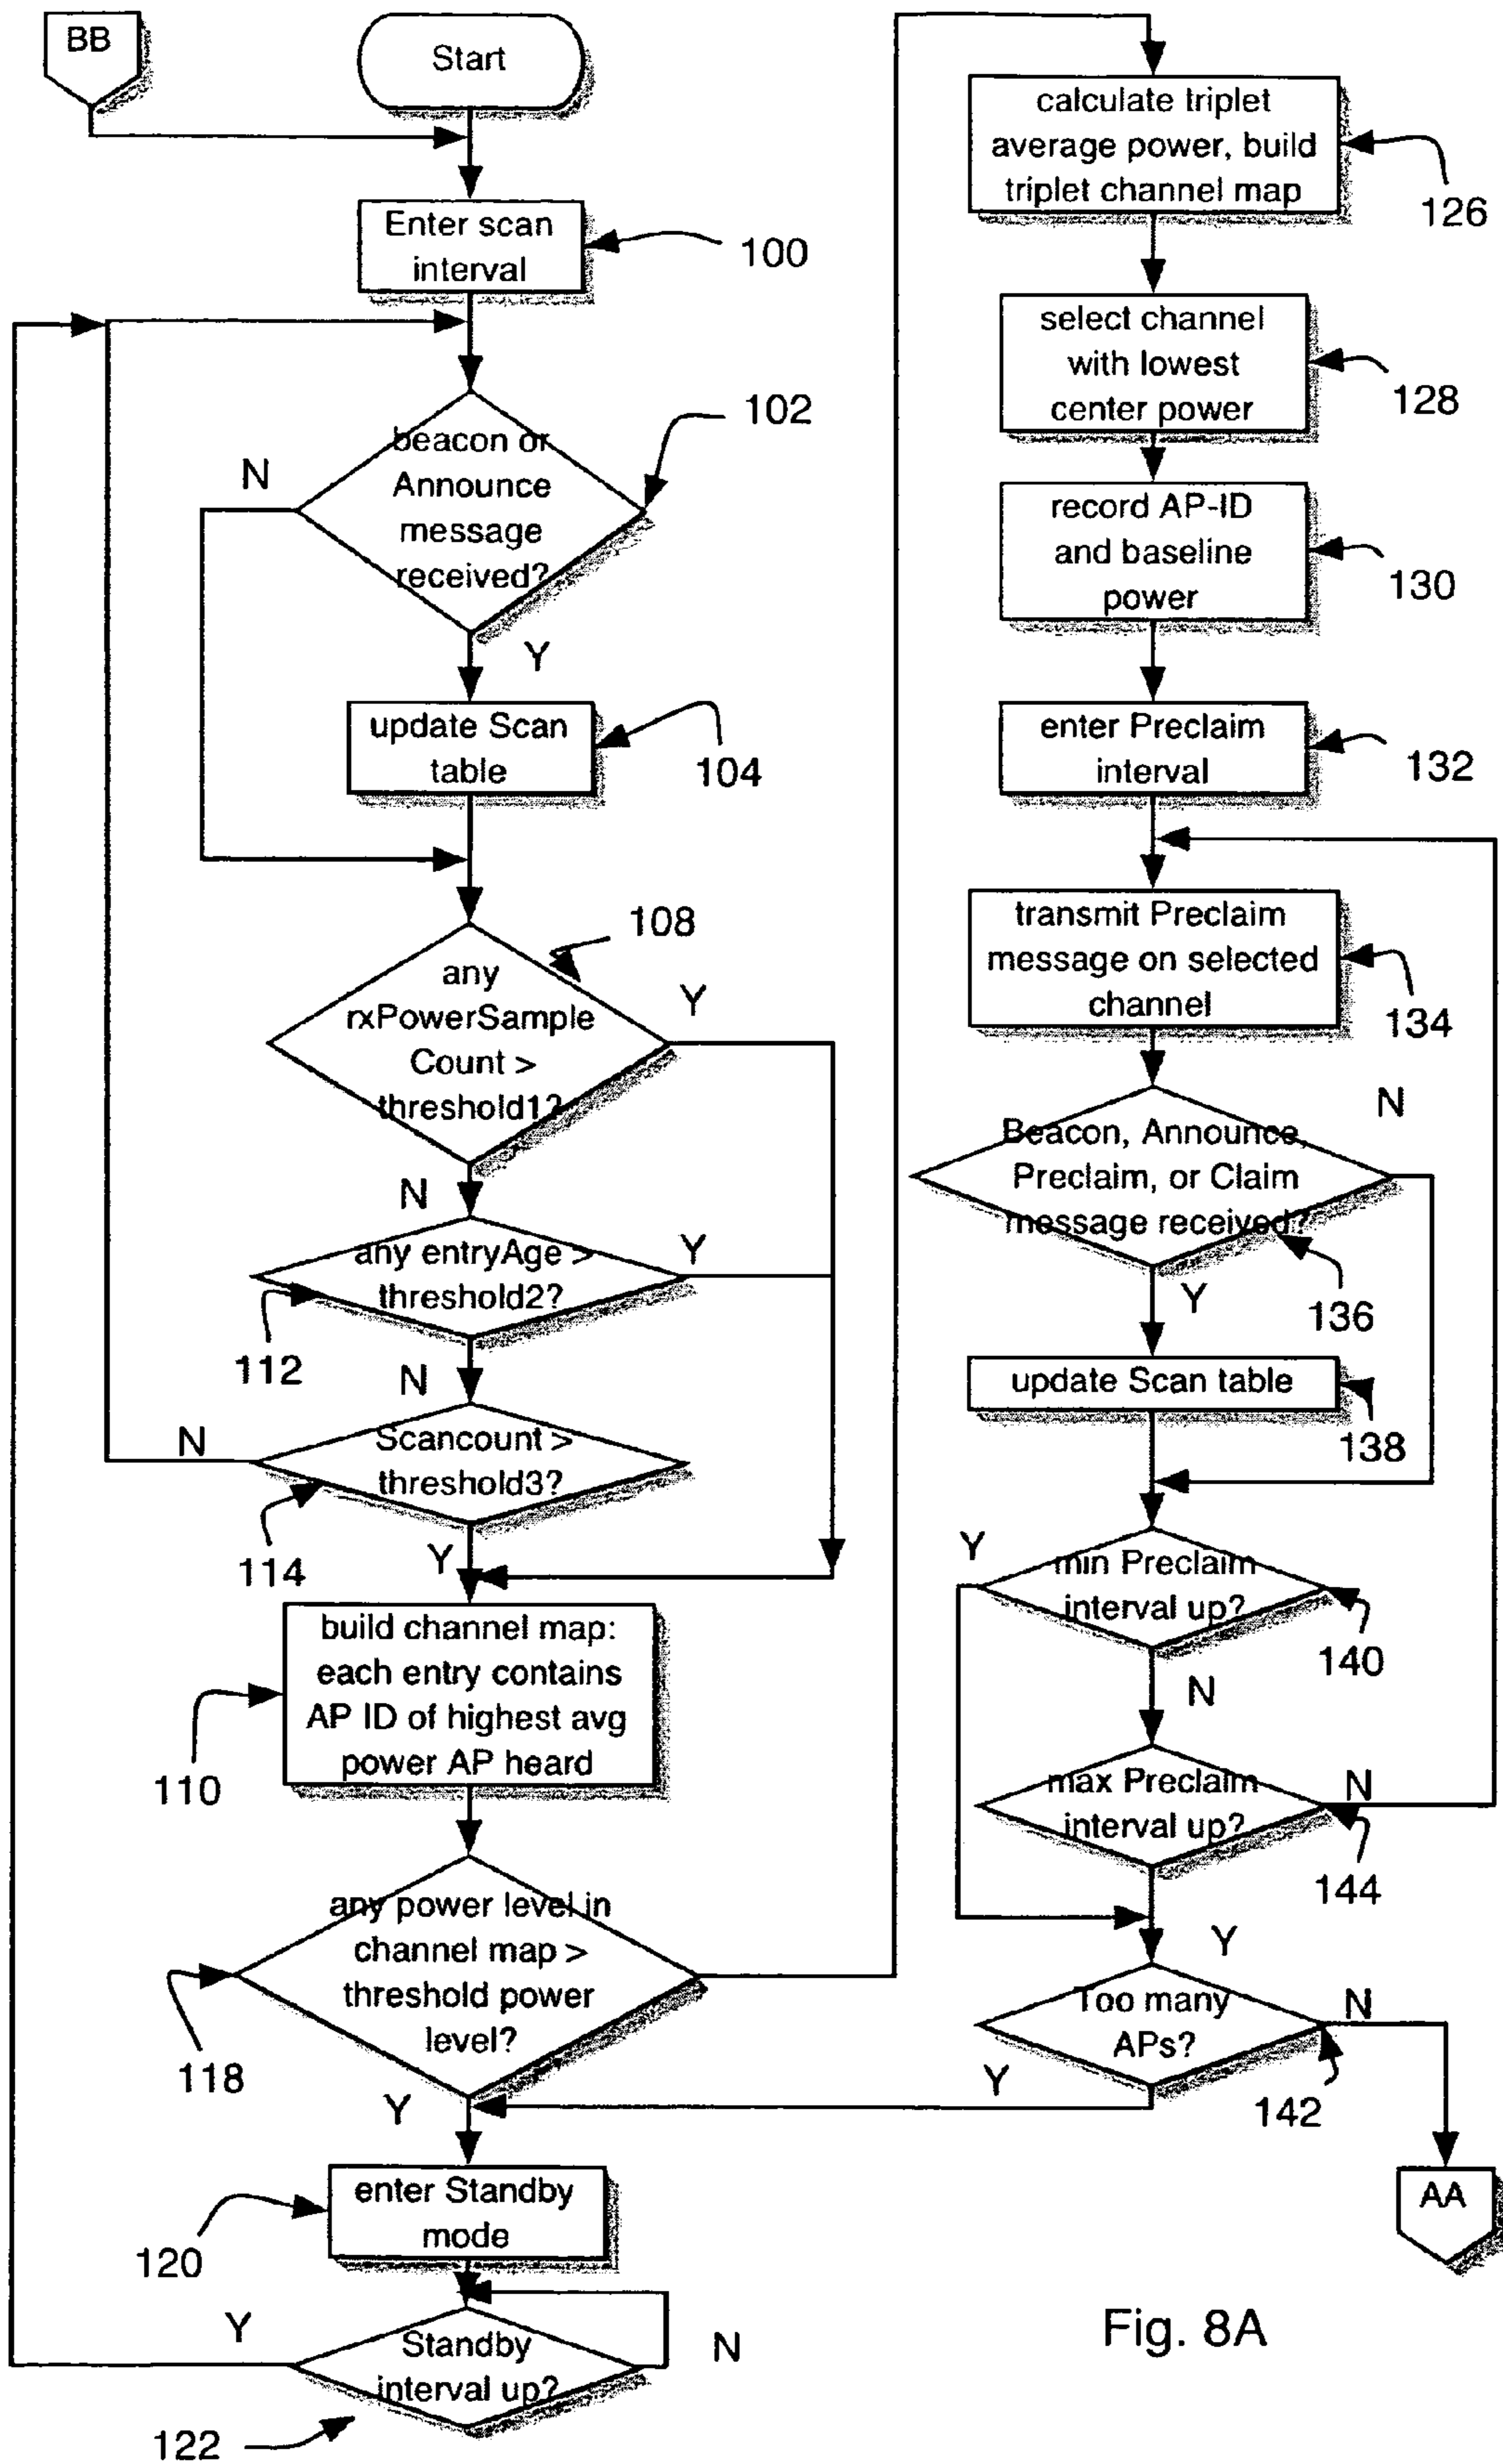 BB
Start
Enter scan
interval
100
beacon or
Announce
message
received?
102
N
Y
update Scan
table
104
any
rxPowerSample
Count >
threshold1?
108
Y
N
any entryAge >
threshold2?
Y
112
N
Scancount >
threshold3?
N
114
Y
build channel map:
each entry contains
AP ID of highest avg
power AP heard
110
any power level in
channel map >
threshold power
level?
118
Y
enter Standby
mode
120
Standby
interval up?
Y
N
122
calculate triplet
average power, build
triplet channel map
126
select channel
with lowest
center power
128
record AP-ID
and baseline
power
130
enter Preclaim
interval
132
transmit Preclaim
message on selected
channel
134
Beacon, Announce,
Preclaim, or Claim
message received?
N
136
Y
update Scan table
138
min Preclaim
interval up?
Y
140
N
max Preclaim
interval up?
N
144
Y
Too many
APs?
N
Y
142
AA
Fig. 8A